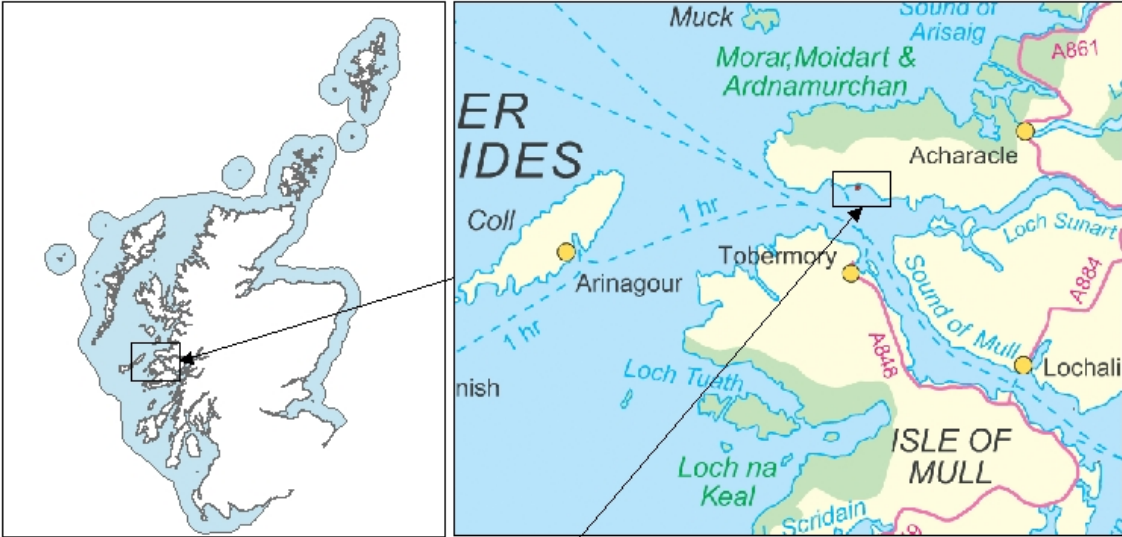 Muck
Sound of
Arisaig
A861
Morar,Moidart &
Ardnamurchan
ER
IDES
Acharacle
Coll
1 hr
Loch Sunart
Tobermory
Arinagour
A884
Sound of Mull
1 hr
A848
Lochali
Loch Tuath
nish
ISLE OF
MULL
Loch na
Keal
Scridain